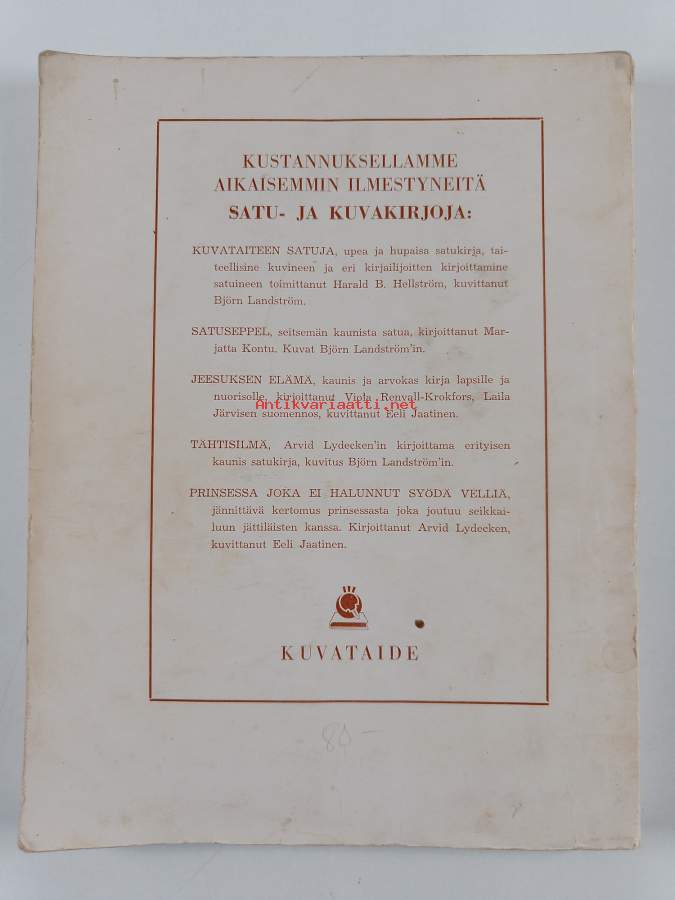 KUSTANNUKSELLAMME
AIKAISEMMIN ILMESTYNEITÄ
SATU- JA KUVAKIRJOJA:
KUVATAITEEN SATUJA, upea ja hupaisa satukirja, tai-
teellisine kuvineen ja eri kirjailijoitten kirjoittamine
satuineen toimittanut Harald B. Hellström, kuvittanut
Björn Landström.
SATUSEPPEL, seitsemän kaunista satua, kirjoittanut Mar-
jatta Kontu. Kuvat Björn Landström'in.
JEESUKSEN ELÄMÄ, kaunis ja arvokas kirja lapsille ja
nuorisolle, kirjoittanut Viola Renvall-Krokfors, Laila
Antikvariaatti.net
Järvisen suomennos, kuvittanut Eeli Jaatinen.
TÄHTISILMÄ, Arvid Lydecken'in kirjoittama erityisen
kaunis satukirja, kuvitus Björn Landström'in.
PRINSESSA JOKA EI HALUNNUT SYÖDÄ VELLIÄ,
jännittävä kertomus prinsessasta joka joutuu seikkai-
luun jättiläisten kanssa. Kirjoittanut Arvid Lydecken,
kuvittanut Eeli Jaatinen.
KUVATAIDE
80-